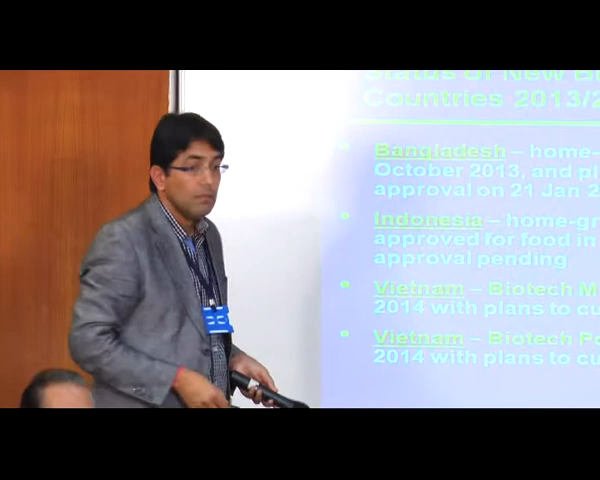 Status of New B
Countries 2013/2
Bangladesh – home-
October 2013, and pl
approval on 21 Jan 2
Indonesia – home-gr
approved for food in
approval pending
Vietnam – Biotech M
2014 with plans to cu
Vietnam – Biotech Po
2014 with plans to cu